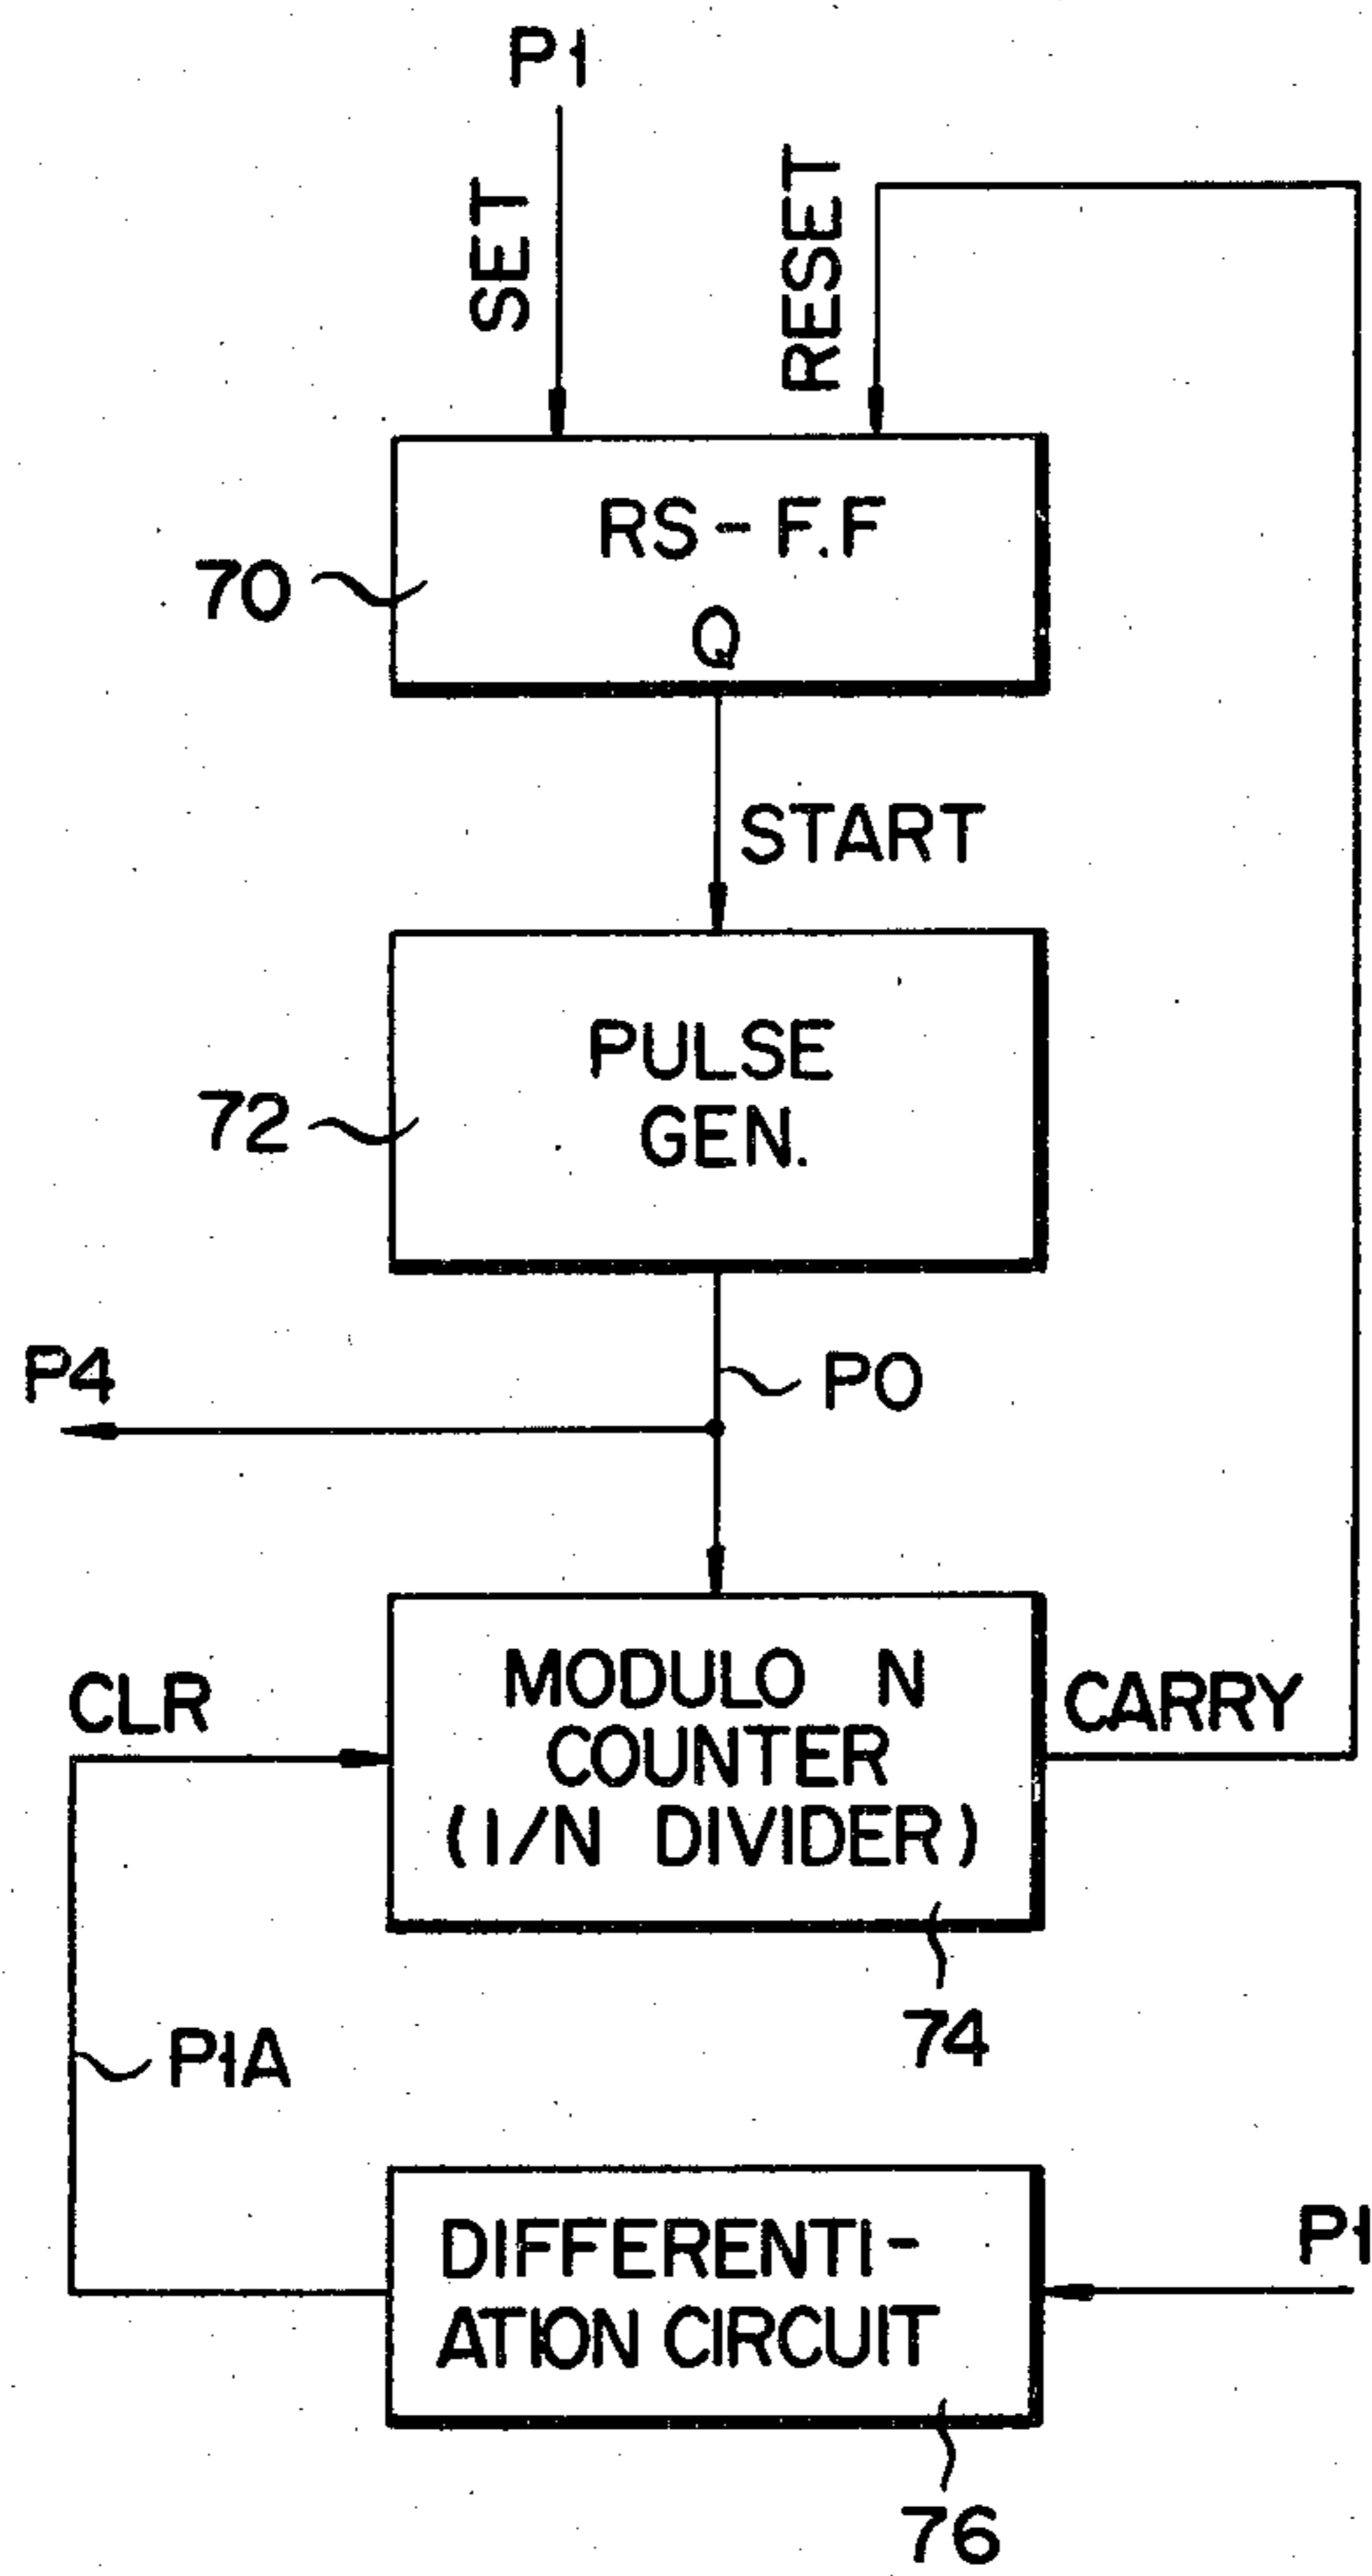 P1
SET
RESET
RS-F.F
70
Q
START
PULSE
72
GEN.
P4
P0
MODULO N
CLR
CARRY
COUNTER
(1/N DIVIDER)
74
P1A
P1
DIFFERENTI-
ATION CIRCUIT
76